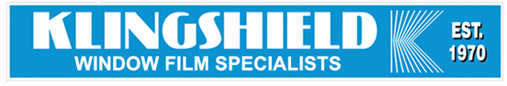 KLINGSHIELD
WINDOW FILM SPECIALISTS
EST.
1970